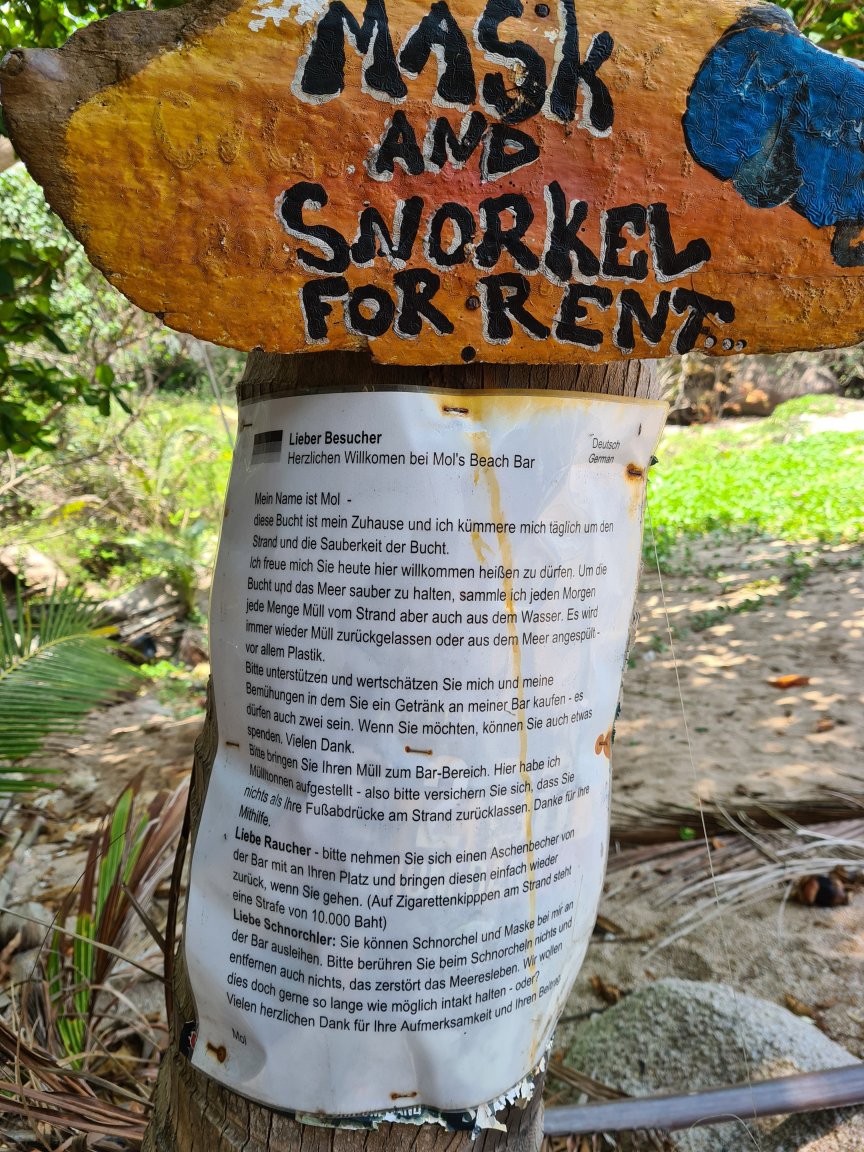 MASK
AND
SNORKEL
FOR RENT...
Lieber Besucher
Herzlichen Willkomen bei Mol's Beach Bar
Deutsch
German
Mein Name ist Mol -
diese Bucht ist mein Zuhause und ich kümmere mich täglich um den
Strand und die Sauberkeit der Bucht.
Ich freue mich Sie heute hier willkommen heißen zu dürfen. Um die
Bucht und das Meer sauber zu halten, sammle ich jeden Morgen
jede Menge Müll vom Strand aber auch aus dem Wasser. Es wird
immer wieder Müll zurückgelassen oder aus dem Meer angespült -
vor allem Plastik.
Bitte unterstützen und wertschätzen Sie mich und meine
Bemühungen in dem Sie ein Getränk an meiner Bar kaufen - es
dürfen auch zwei sein. Wenn Sie möchten, können Sie auch etwas
spenden. Vielen Dank.
Bitte bringen Sie Ihren Müll zum Bar-Bereich. Hier habe ich
Mülltonnen aufgestellt - also bitte versichern Sie sich, dass Sie
nichts als ihre Fußabdrücke am Strand zurücklassen. Danke für Ihre
Mithilfe.
Liebe Raucher - bitte nehmen Sie sich einen Aschenbecher von
der Bar mit an Ihren Platz und bringen diesen einfach wieder
zurück, wenn Sie gehen. (Auf Zigarettenkipppen am Strand steht
eine Strafe von 10.000 Baht)
Liebe Schnorchler: Sie können Schnorchel und Maske bei mir an
der Bar ausleihen. Bitte berühren Sie beim Schnorcheln nichts und
entfernen auch nichts, das zerstört das Meeresleben. Wir wollen
dies doch gerne so lange wie möglich intakt halten - oder?
Vielen herzlichen Dank für Ihre Aufmerksamkeit und Ihren Beitrag.
Mol